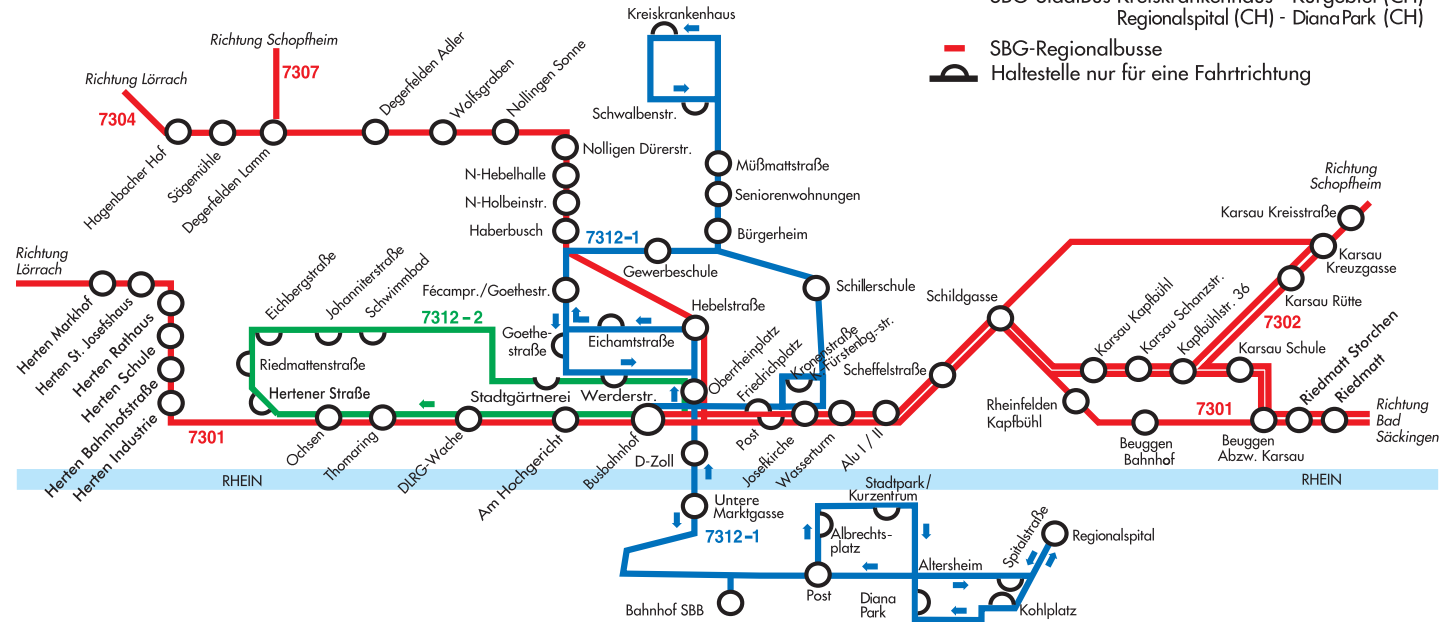 Regionalspital (CH) - DianaPark (CH)
SBG-Regionalbusse
Haltestelle nur für eine Fahrtrichtung
Kreiskrankenhaus
Richtung Schopfheim
Richtung Lörrach
7307
7304
Degerfelden Adler
Wolfsgraben
Nollingen Sonne
Hagenbacher Hof
Sägemühle
Degerfelden Lamm
Schwalbenstr.
Nolligen Dürerstr.
N-Hebelhalle
N-Holbeinstr.
Haberbusch
Müßmattstraße
Seniorenwohnungen
Bürgerheim
7312-1
Gewerbeschule
Schillerschule
Richtung
Schopfheim
Karsau Kreisstraße
Karsau
Kreuzgasse
Karsau Rütte
7302
Richtung
Lörrach
Herten Markhof
Herten St. Josefshaus
Herten Rathaus
Herten Schule
Herten Bahnhofstraße
Herten Industrie
7301
Eichbergstraße
Johanniterstraße
Schwimmbad
Riedmattenstraße
Hertener Straße
7312-2
Fécampr./Goethestr.
Goethe-
straße
Eichamtstraße
Hebelstraße
Stadtgärtnerei
Werderstr.
Oberrheinplatz
Friedrichplatz
Kronenstraße
K.-Fürstenbg-str.
Schildgasse
Scheffelstraße
Karsau Kapfbühl
Karsau Schanzstr.
Kapfbühlstr. 36
Karsau Schule
Riedmatt Storchen
Riedmatt
Rheinfelden
Kapfbühl
7301
Beuggen
Bahnhof
Beuggen
Abzw. Karsau
Richtung
Bad
Säckingen
Ochsen
Thomaring
DLRG-Wache
Am Hochgericht
Busbahnhof
D-Zoll
Post
Josefkirche
Wasserturm
Alu I / II
RHEIN
RHEIN
Untere
Marktgasse
7312-1
Stadtpark/
Kurzentrum
Albrechts-
platz
Altersheim
Spitalstraße
Regionalspital
Bahnhof SBB
Post
Diana
Park
Kohlplatz